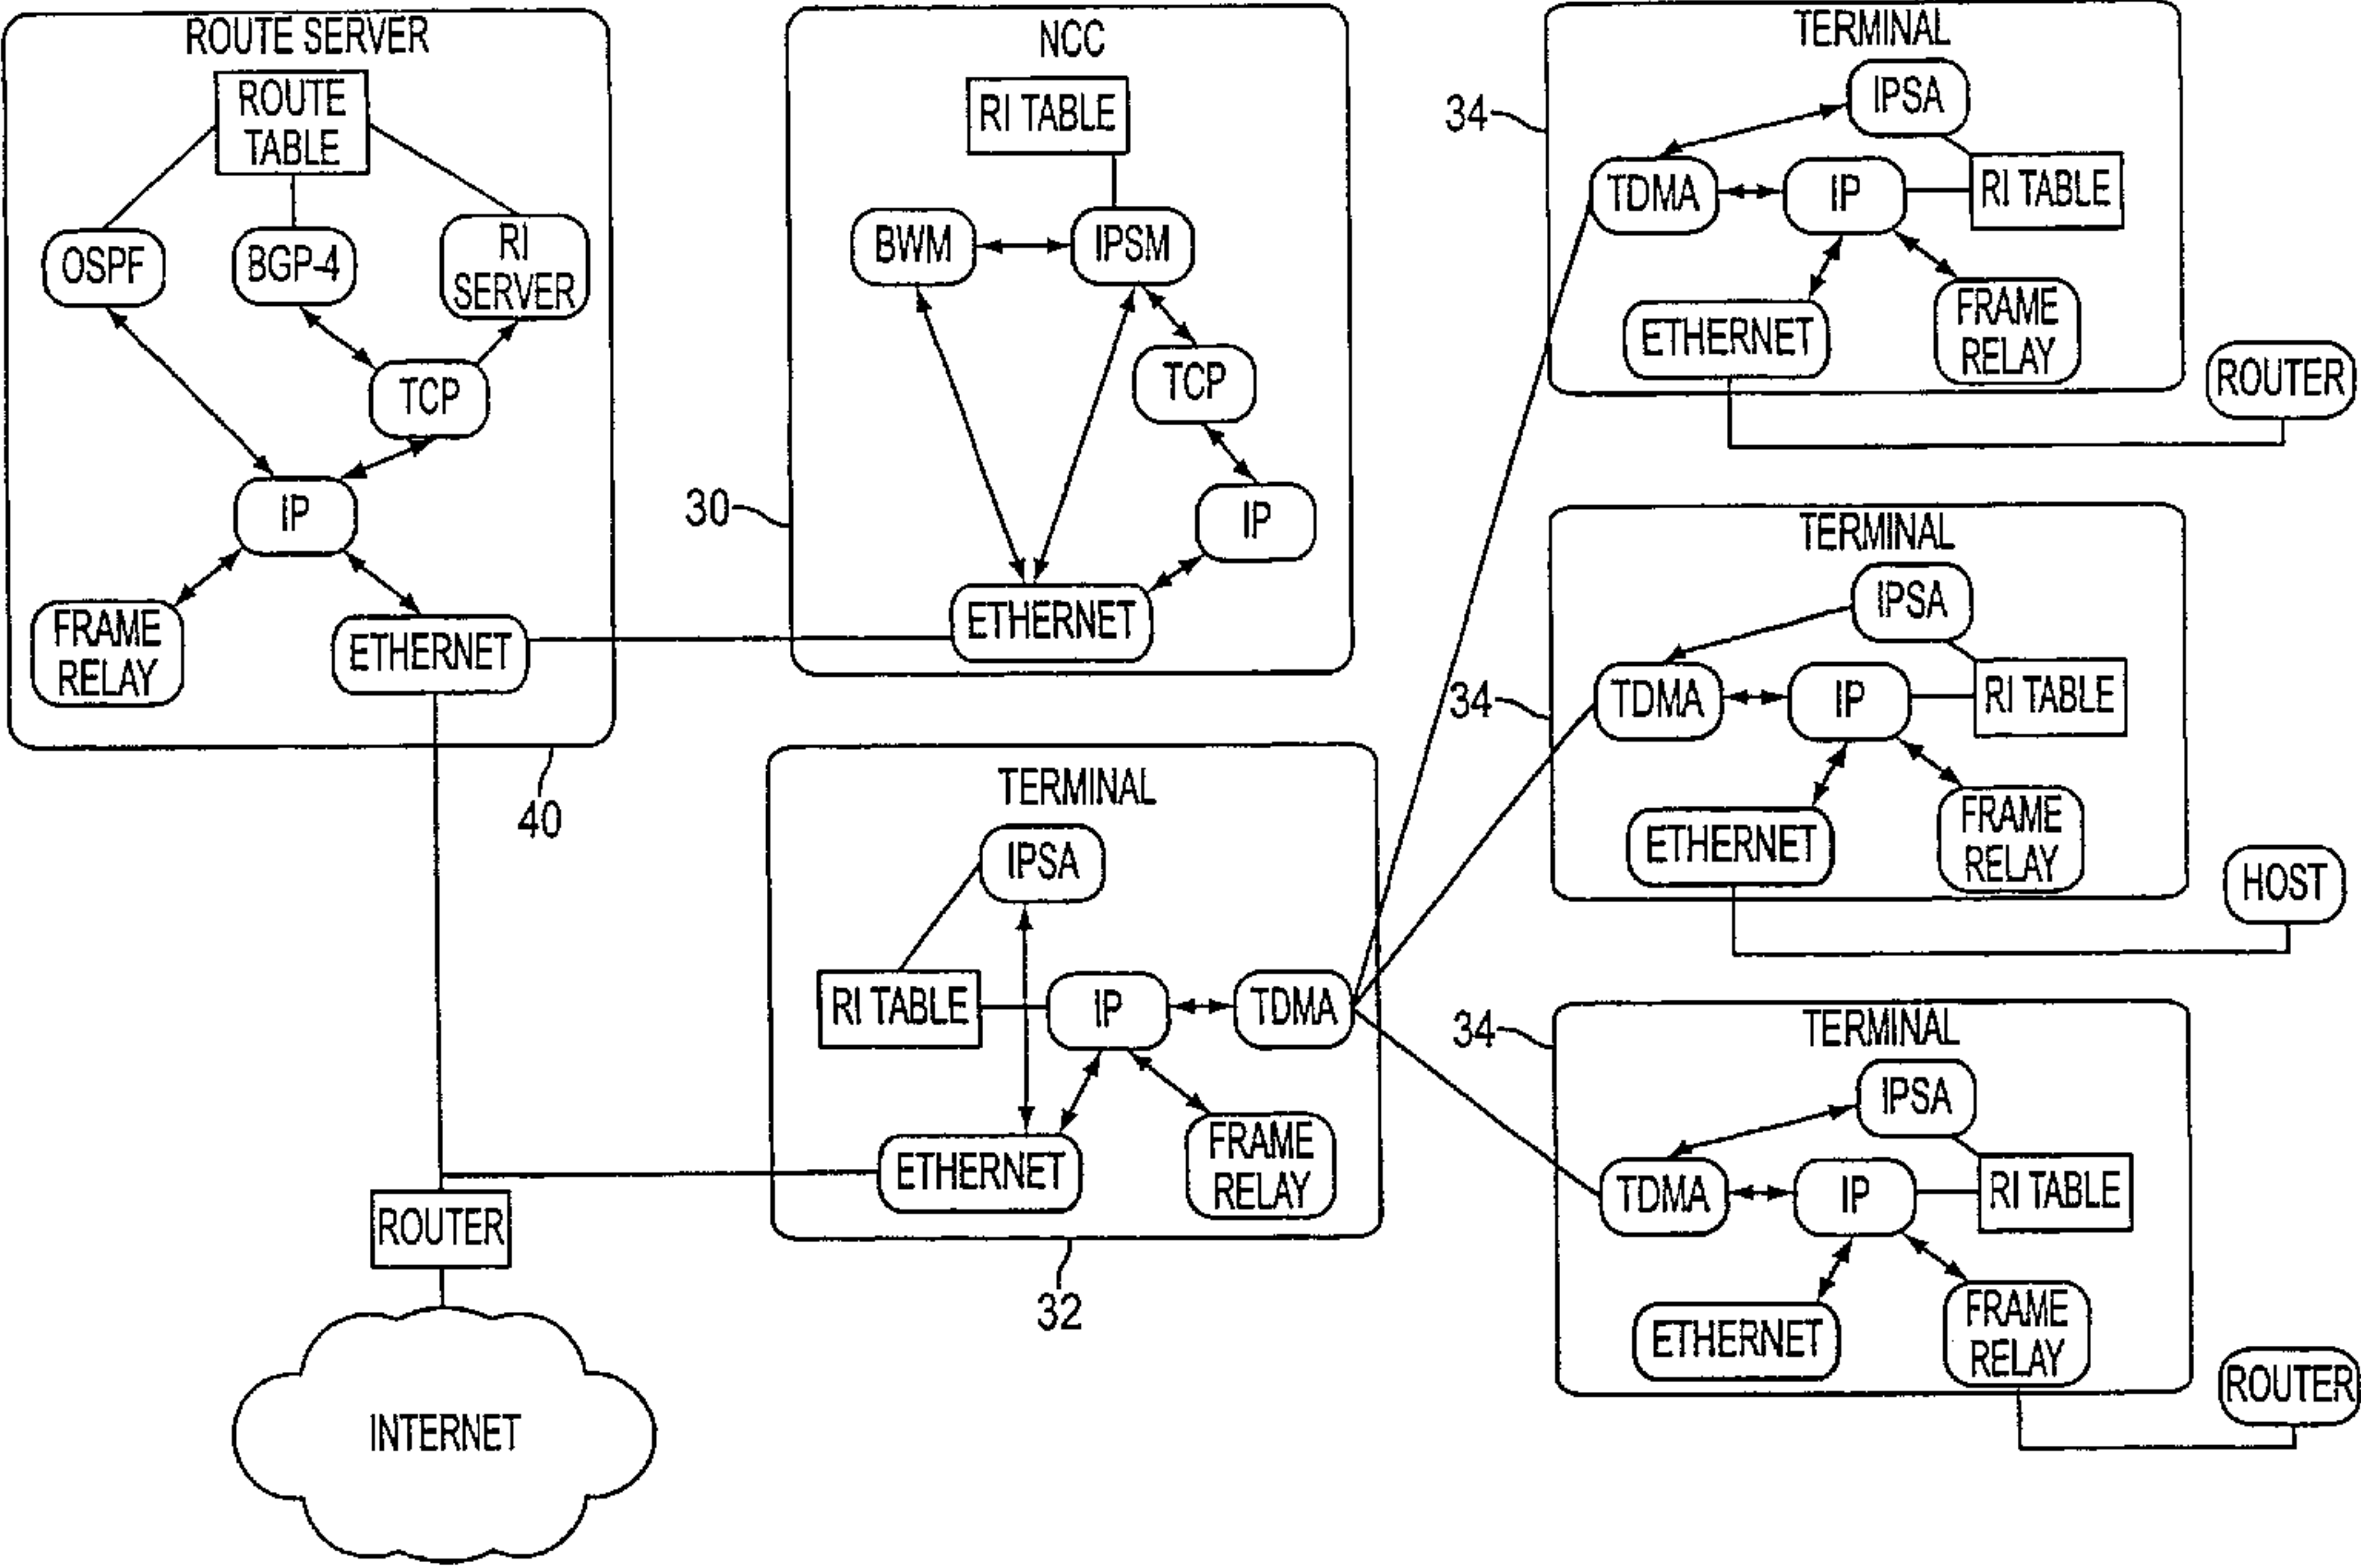 ROUTE SERVER
ROUTE
TABLE
OSPF
BGP-4
RI
SERVER
TCP
IP
FRAME
RELAY
ETHERNET
40
NCC
RI TABLE
BWM
IPSM
TCP
IP
ETHERNET
30
TERMINAL
IPSA
RI TABLE
IP
TDMA
ETHERNET
FRAME
RELAY
32
ROUTER
INTERNET
TERMINAL
34
IPSA
TDMA
IP
RI TABLE
ETHERNET
FRAME
RELAY
ROUTER
TERMINAL
34
IPSA
TDMA
IP
RI TABLE
ETHERNET
FRAME
RELAY
HOST
TERMINAL
34
IPSA
TDMA
IP
RI TABLE
ETHERNET
FRAME
RELAY
ROUTER